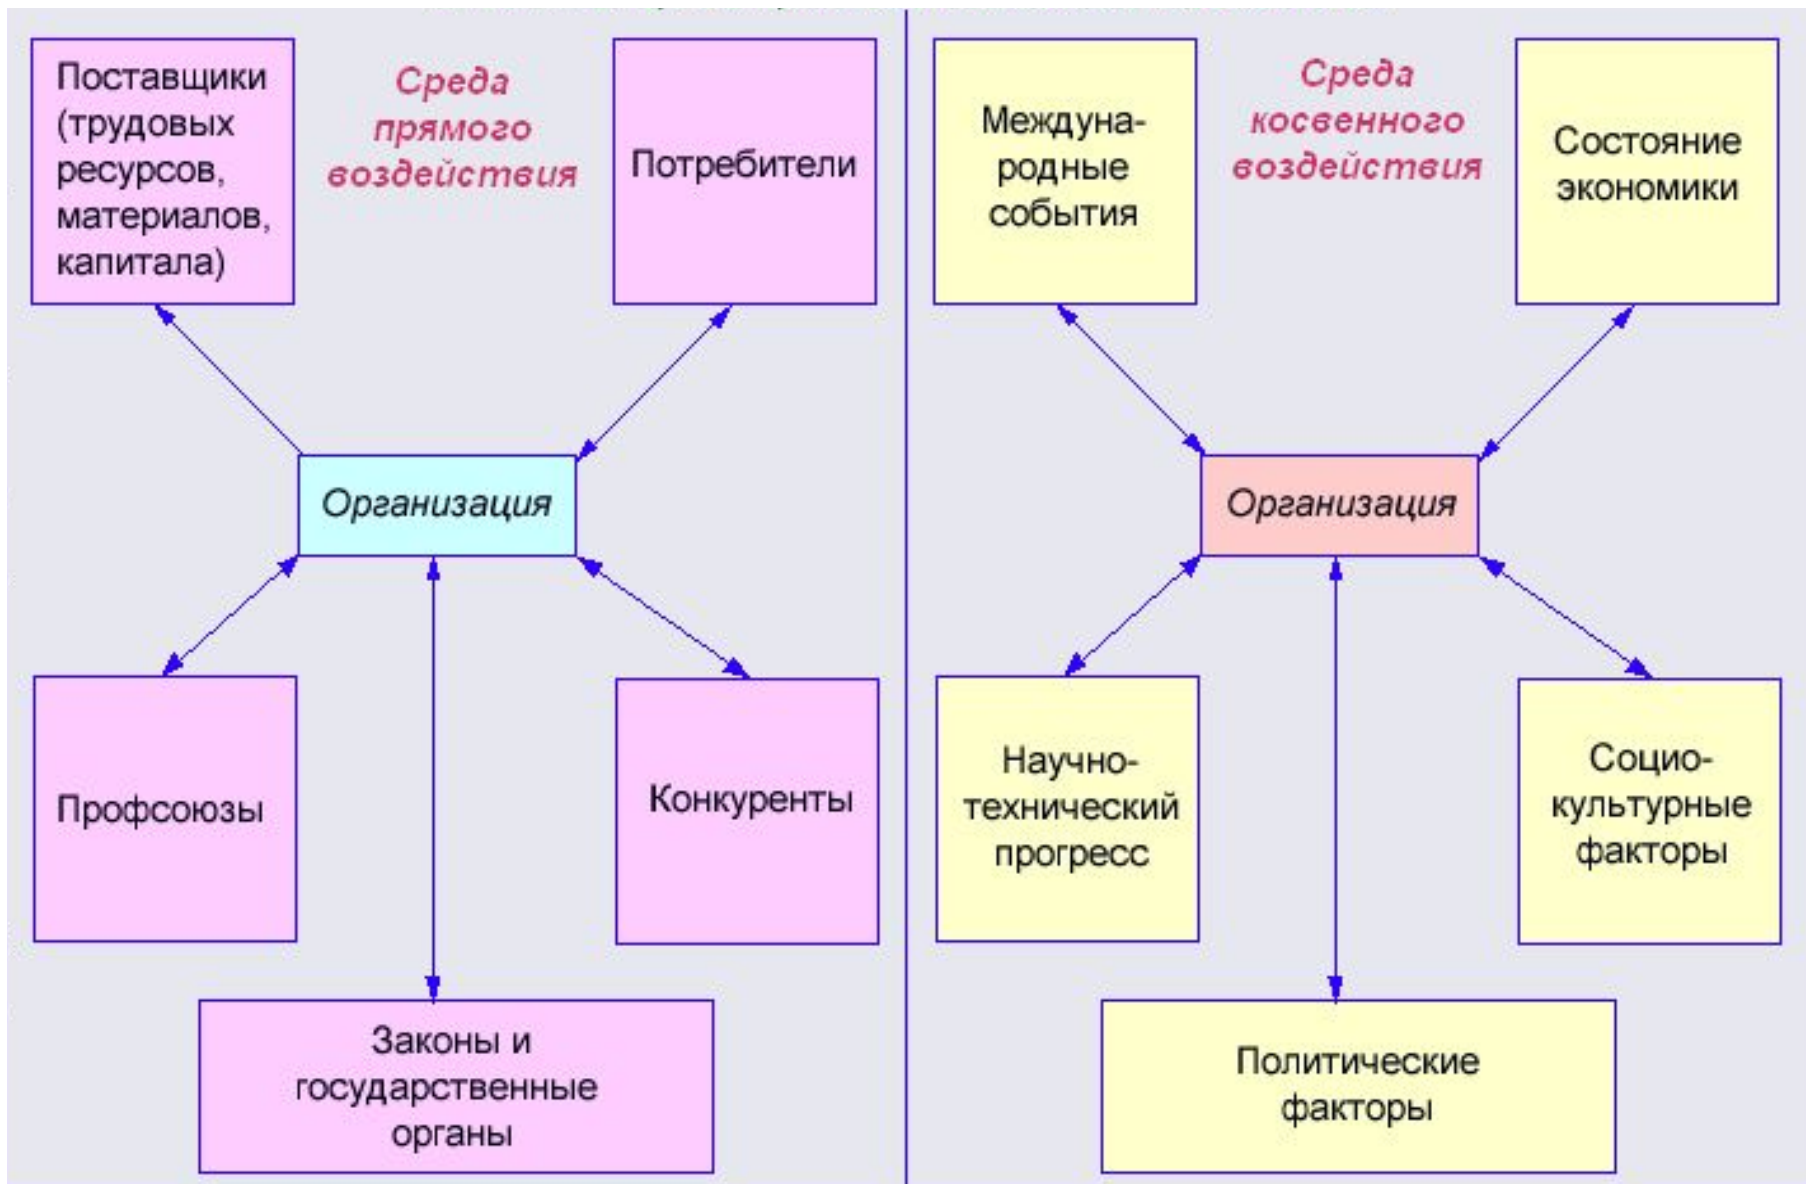 Поставщики
(трудовых
ресурсов,
материалов,
капитала)
Среда
прямого
воздействия
Потребители
Организация
Профсоюзы
Конкуренты
Законы и
государственные
органы
Междуна-
родные
события
Среда
косвенного
воздействия
Состояние
экономики
Организация
Научно-
технический
прогресс
Социо-
культурные
факторы
Политические
факторы